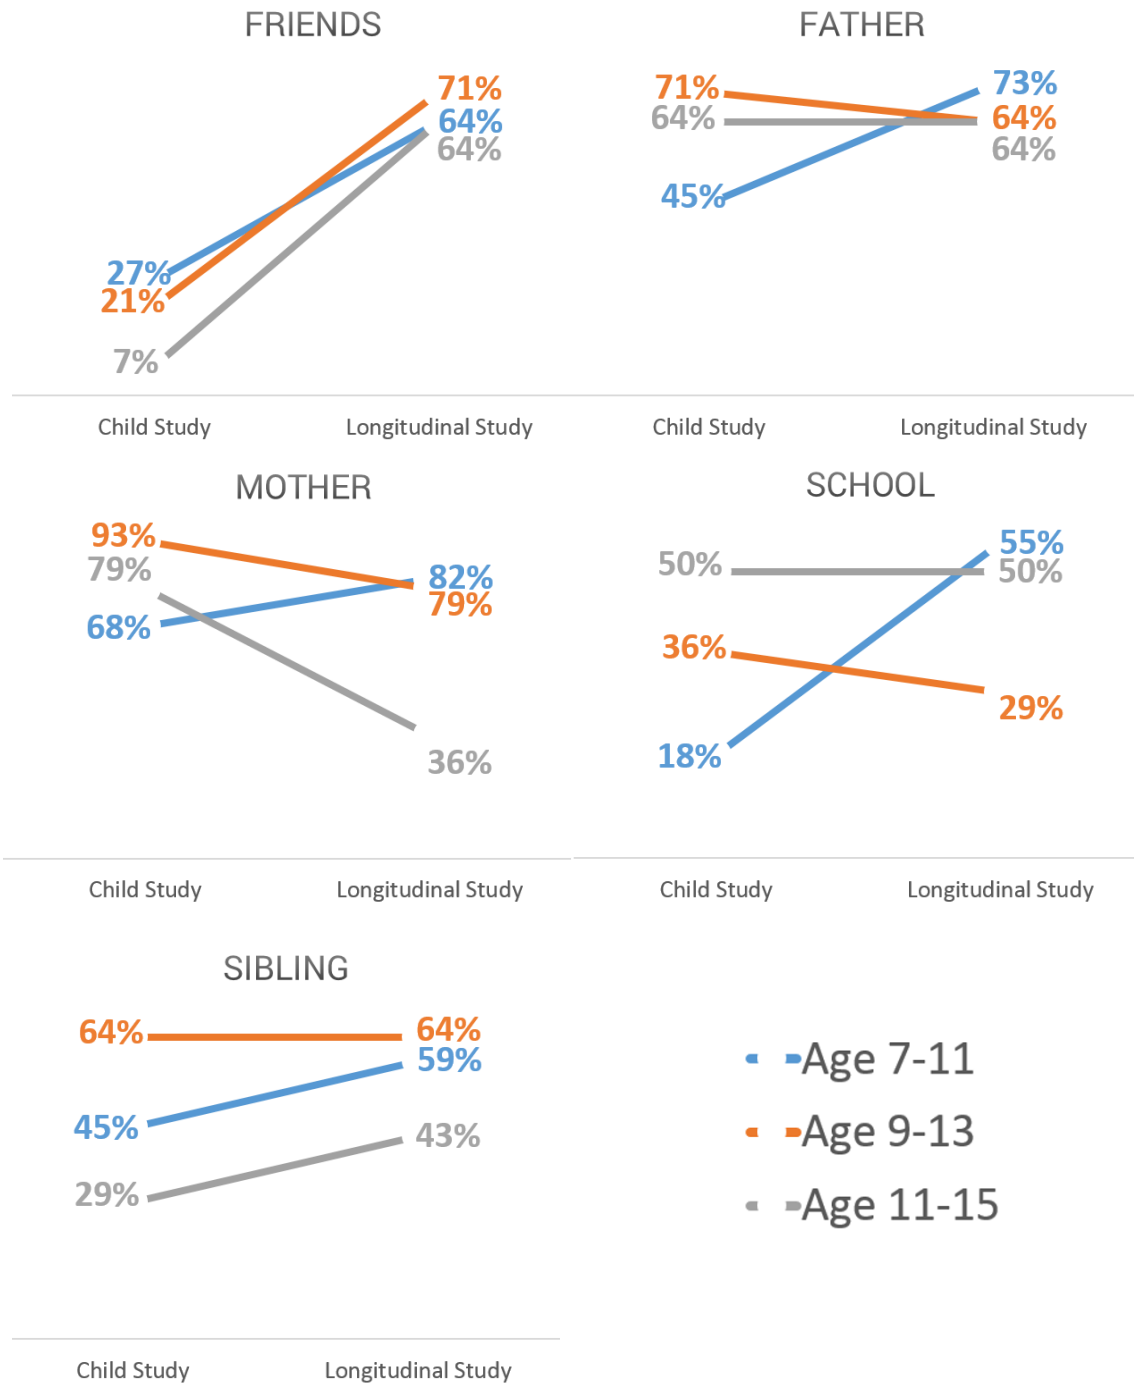 FRIENDS
71%
64%
64%
27%
21%
7%
Child Study Longitudinal Study
FATHER
71%
64%
45%
73%
64%
64%
Child Study Longitudinal Study
MOTHER
93%
79%
68%
82%
79%
36%
Child Study Longitudinal Study
SCHOOL
50%
36%
18%
55%
50%
29%
Child Study Longitudinal Study
SIBLING
64%
45%
29%
64%
59%
43%
Child Study Longitudinal Study
Age 7-11
Age 9-13
Age 11-15